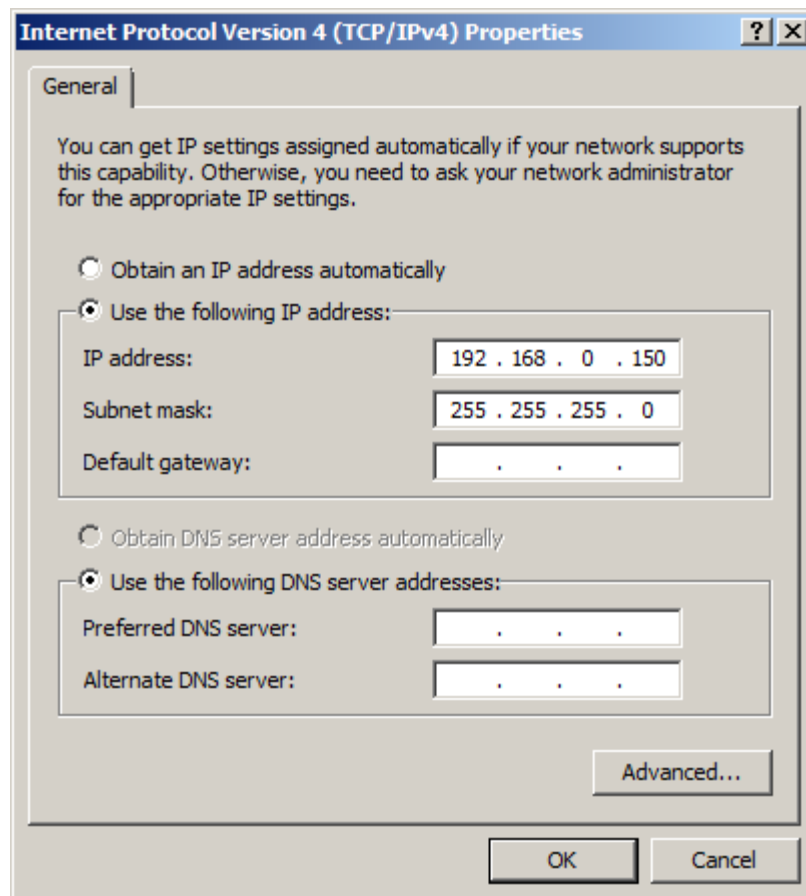 Internet Protocol Version 4 (TCP/IPv4) Properties
General
You can get IP settings assigned automatically if your network supports
this capability. Otherwise, you need to ask your network administrator
for the appropriate IP settings.
Obtain an IP address automatically
Use the following IP address:
IP address: 192 . 168 . 0 . 150
Subnet mask: 255 . 255 . 255 . 0
Default gateway: . . .
Obtain DNS server address automatically
Use the following DNS server addresses:
Preferred DNS server: . . .
Alternate DNS server: . . .
Advanced...
OK Cancel